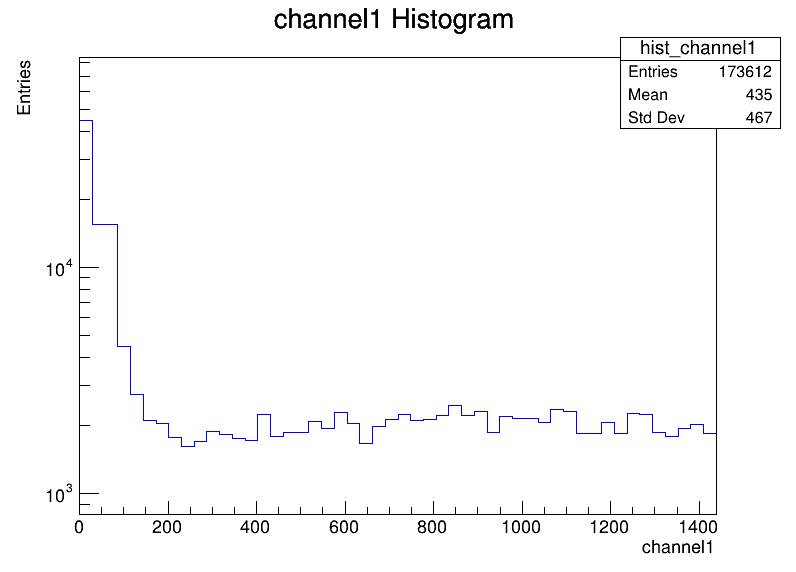 channel1 Histogram
hist_channel1
Entries 173612
Mean 435
Std Dev 467
Entries
10^4
10^3
0 200 400 600 800 1000 1200 1400
channel1